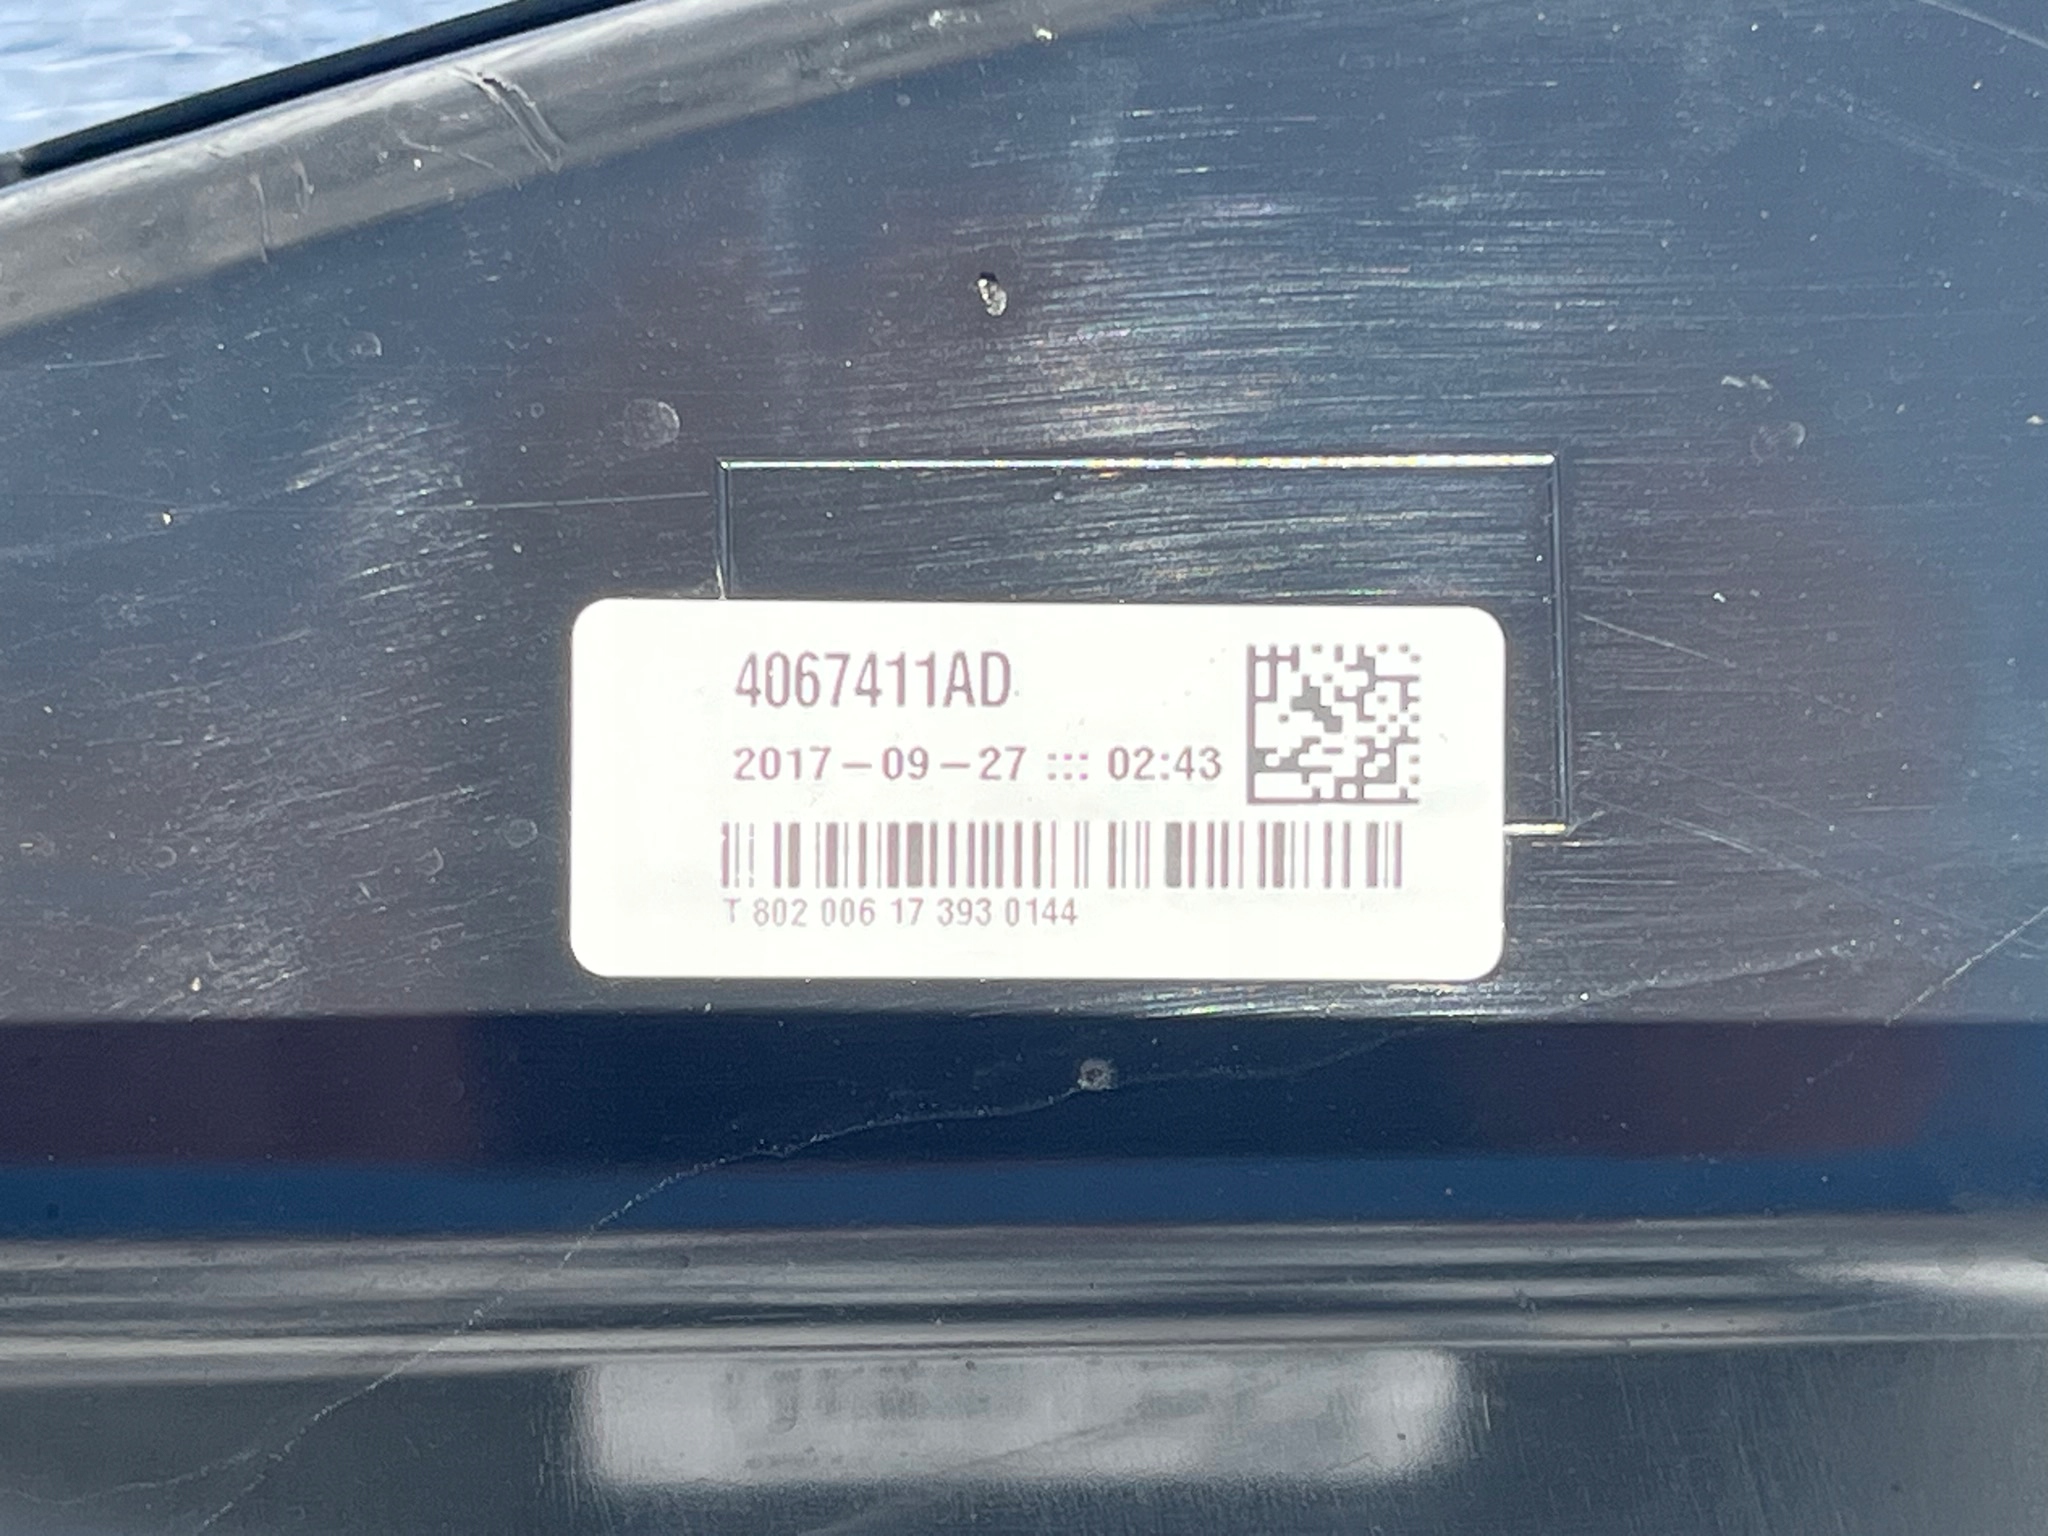 4067411AD
2017-09-27 ::: 02:43
T 802 006 17 393 0144